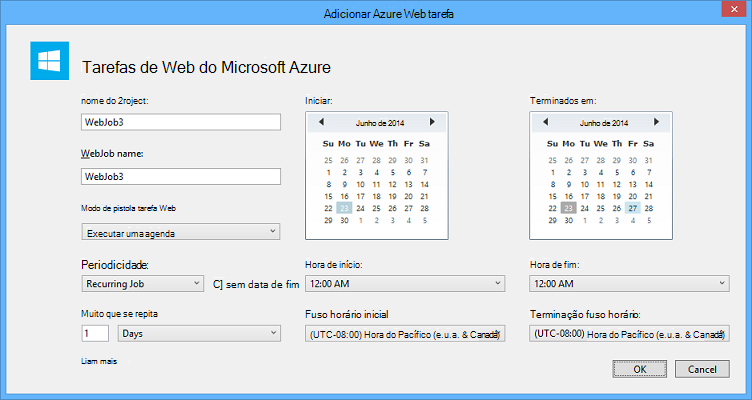 Adicionar Azure Web tarefa
Tarefas de Web do Microsoft Azure
nome do 2roject:
WebJob3
WebJob name:
WebJob3
Modo de pistola tarefa Web
Executar uma agenda
Periodicidade:
Recurring Job
C] sem data de fim
Muito que se repita
1 Days
Liam mais
Iniciar:
Junho de 2014
Su Mo Tu We Th Fr Sa
25 26 27 28 29 30 31
1 2 3 4 5 6 7
8 9 10 11 12 13 14
15 16 17 18 19 20 21
22 23 24 25 26 27 28
29 30 1 2 3 4 5
Hora de início:
12:00 AM
Fuso horário inicial
(UTC-08:00) Hora do Pacífico (e.u.a. & Canadá)
Terminados em:
Junho de 2014
Su Mo Tu We Th Fr Sa
25 26 27 28 29 30 31
1 2 3 4 5 6 7
8 9 10 11 12 13 14
15 16 17 18 19 20 21
22 23 24 25 26 27 28
29 30 1 2 3 4 5
Hora de fim:
12:00 AM
Terminação fuso horário:
(UTC-08:00) Hora do Pacífico (e.u.a. & Canadá)
OK
Cancel